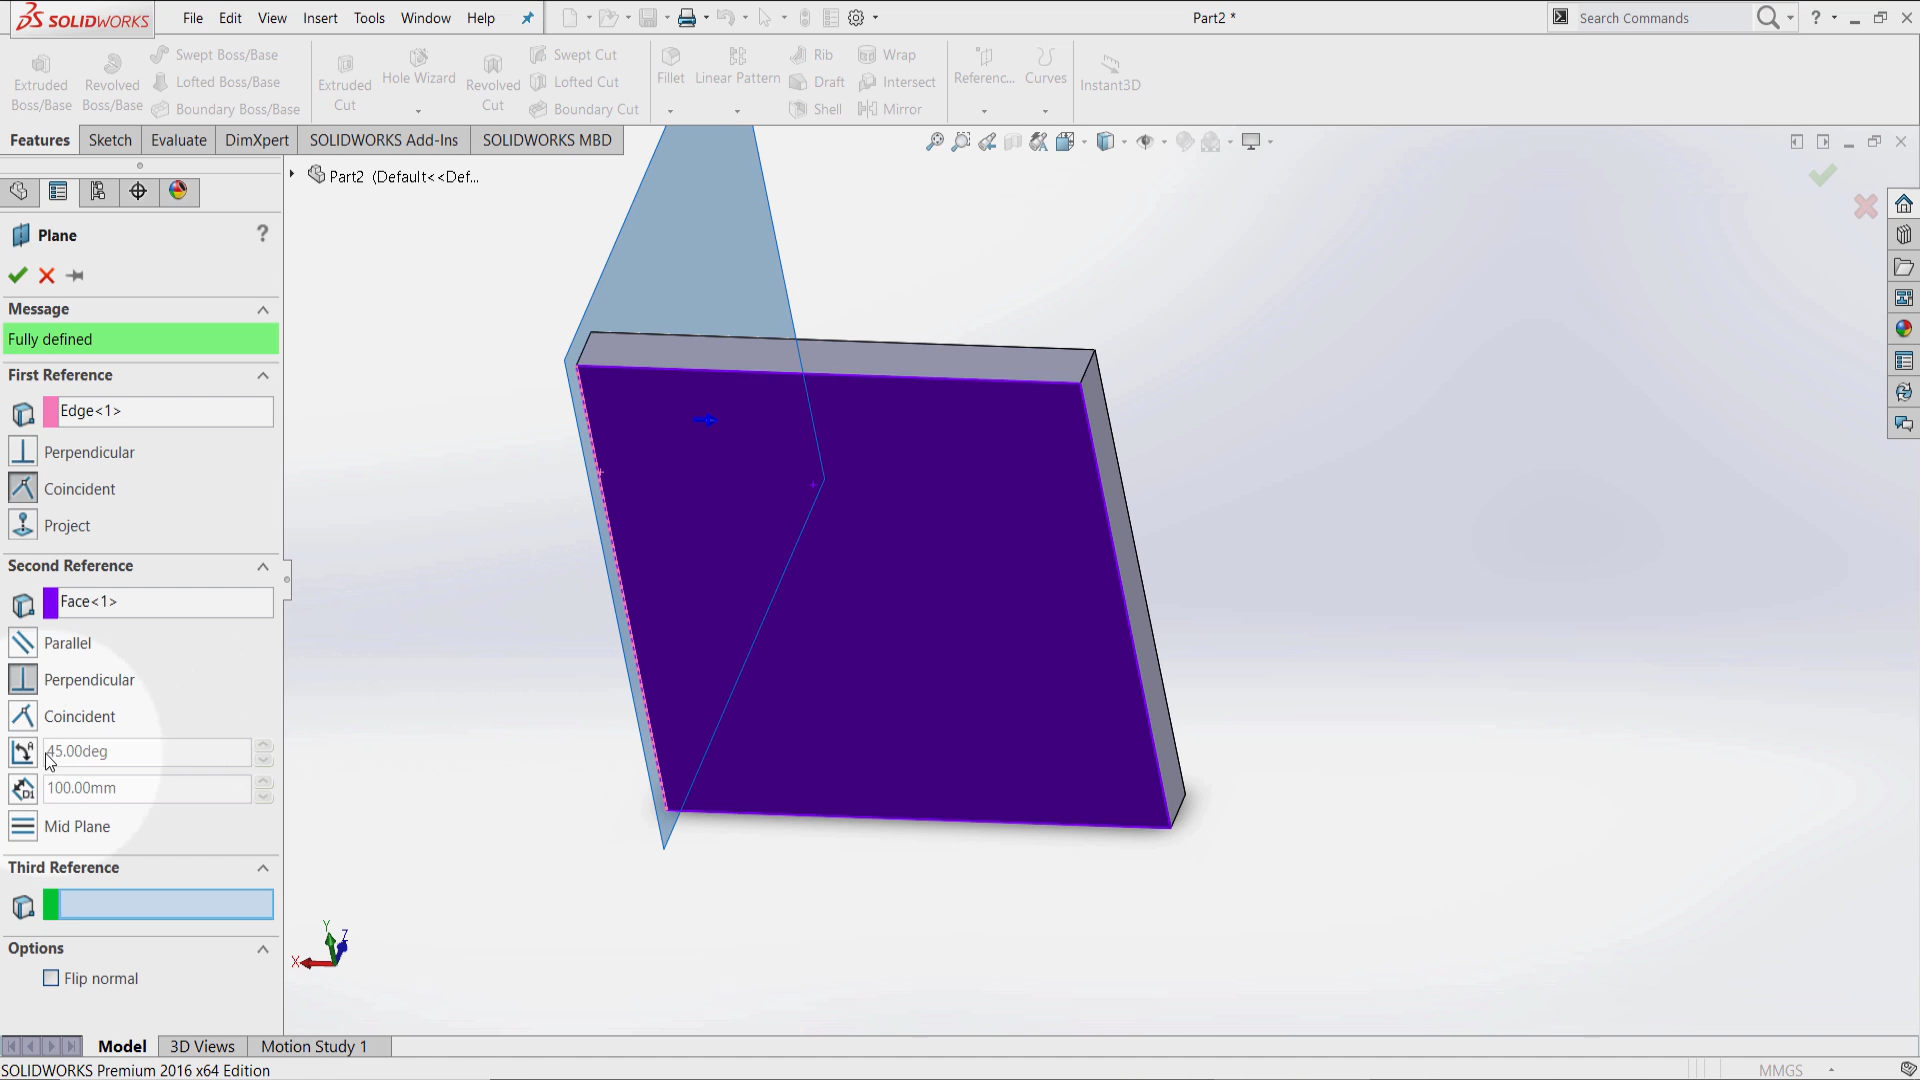 SOLIDWORKS File Edit View Insert Tools Window Help Part2 * Search Commands ?
Extruded Boss/Base
Revolved Boss/Base
Swept Boss/Base
Lofted Boss/Base
Boundary Boss/Base
Extruded Cut
Hole Wizard
Revolved Cut
Swept Cut
Lofted Cut
Boundary Cut
Fillet
Linear Pattern
Rib
Draft
Shell
Wrap
Intersect
Mirror
Referenc...
Curves
Instant3D
Features Sketch Evaluate DimXpert SOLIDWORKS Add-Ins SOLIDWORKS MBD
Part2 (Default<<Def...
Plane ?
Message
Fully defined
First Reference
Edge<1>
Perpendicular
Coincident
Project
Second Reference
Face<1>
Parallel
Perpendicular
Coincident
45.00deg
100.00mm
Mid Plane
Third Reference
Options
Flip normal
Y
Z
X
Model 3D Views Motion Study 1
SOLIDWORKS Premium 2016 x64 Edition MMGS